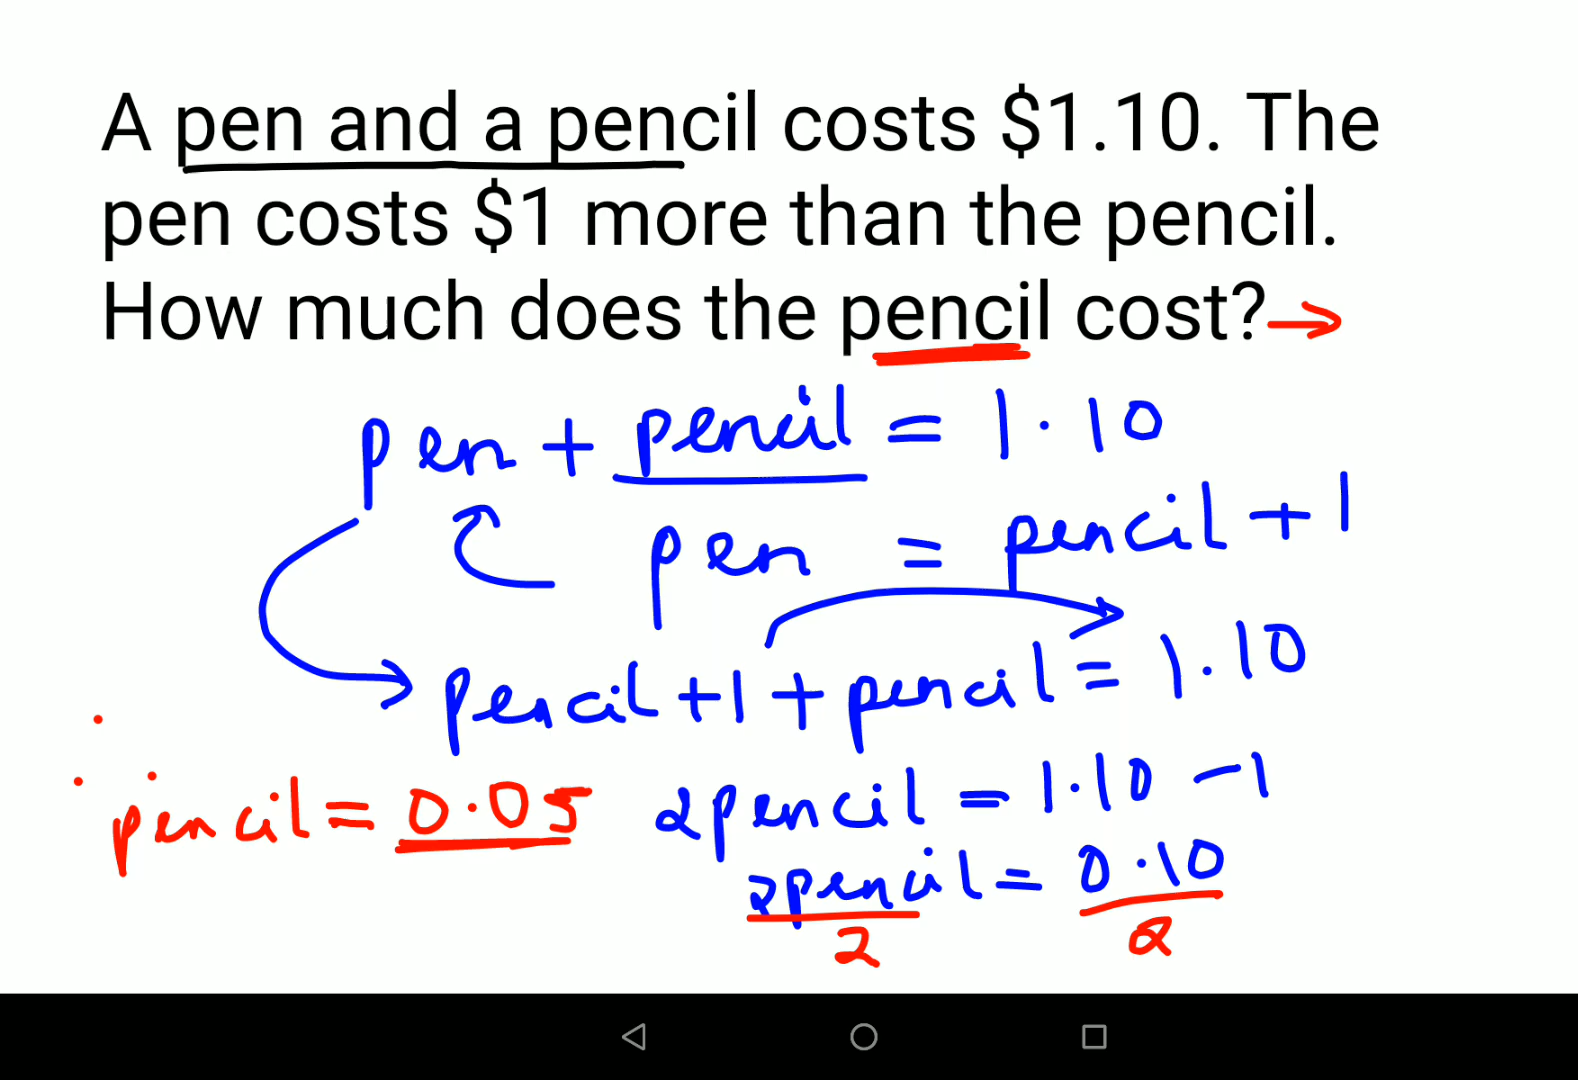 A pen and a pencil costs $1.10. The
pen costs $1 more than the pencil.
How much does the pencil cost?→
pen + pencil = 1.10
pen = pencil + 1
pencil + 1 + pencil = 1.10
2pencil = 1.10 - 1
2pencil = 0.10
2 2
pencil = 0.05